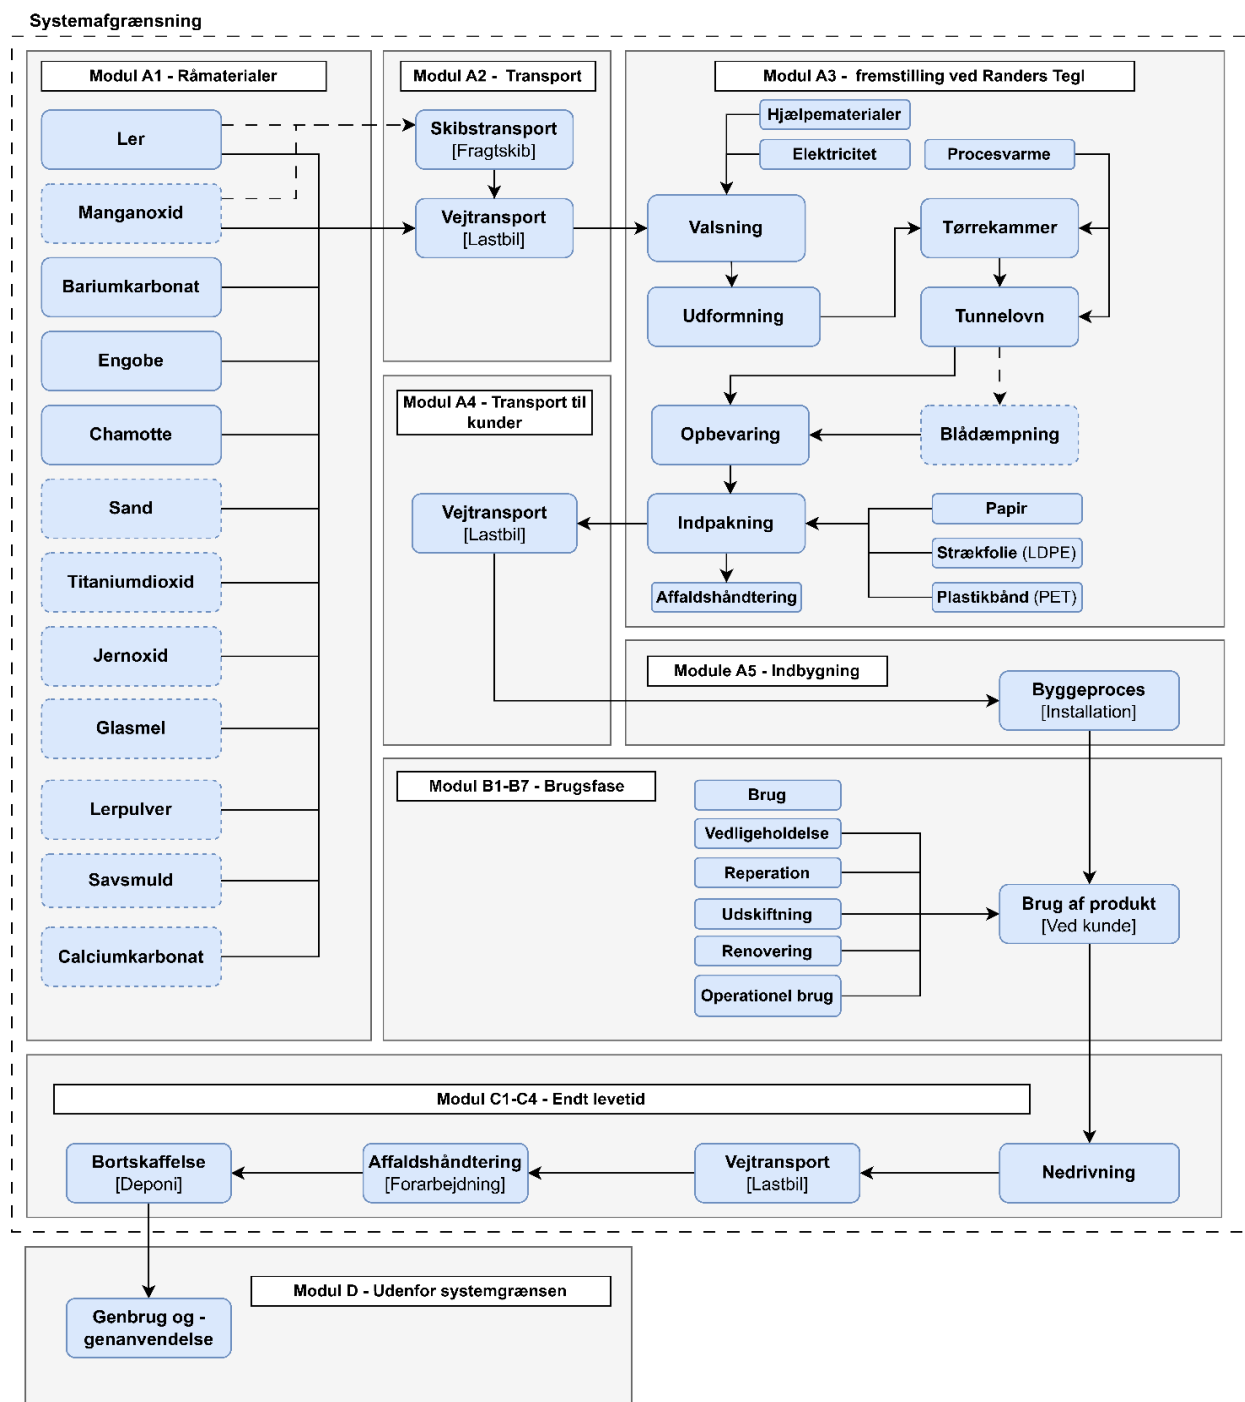 Systemafgrænsning
Modul A1 - Råmaterialer
Ler
Manganoxid
Bariumkarbonat
Engobe
Chamotte
Sand
Titaniumdioxid
Jernoxid
Glasmel
Lerpulver
Savsmuld
Calciumkarbonat
Modul A2 - Transport
Skibstransport
[Fragtskib]
Vejtransport
[Lastbil]
Modul A3 - fremstilling ved Randers Tegl
Hjælpematerialer
Elektricitet
Procesvarme
Valsning
Tørrekammer
Udformning
Tunnelovn
Opbevaring
Blådæmpning
Indpakning
Papir
Strækfolie (LDPE)
Plastikbånd (PET)
Affaldshåndtering
Modul A4 - Transport til
kunder
Vejtransport
[Lastbil]
Module A5 - Indbygning
Byggeproces
[Installation]
Modul B1-B7 - Brugsfase
Brug
Vedligeholdelse
Reperation
Udskiftning
Renovering
Operationel brug
Brug af produkt
[Ved kunde]
Modul C1-C4 - Endt levetid
Bortskaffelse
[Deponi]
Affaldshåndtering
[Forarbejdning]
Vejtransport
[Lastbil]
Nedrivning
Modul D - Udenfor systemgrænsen
Genbrug og -
genanvendelse